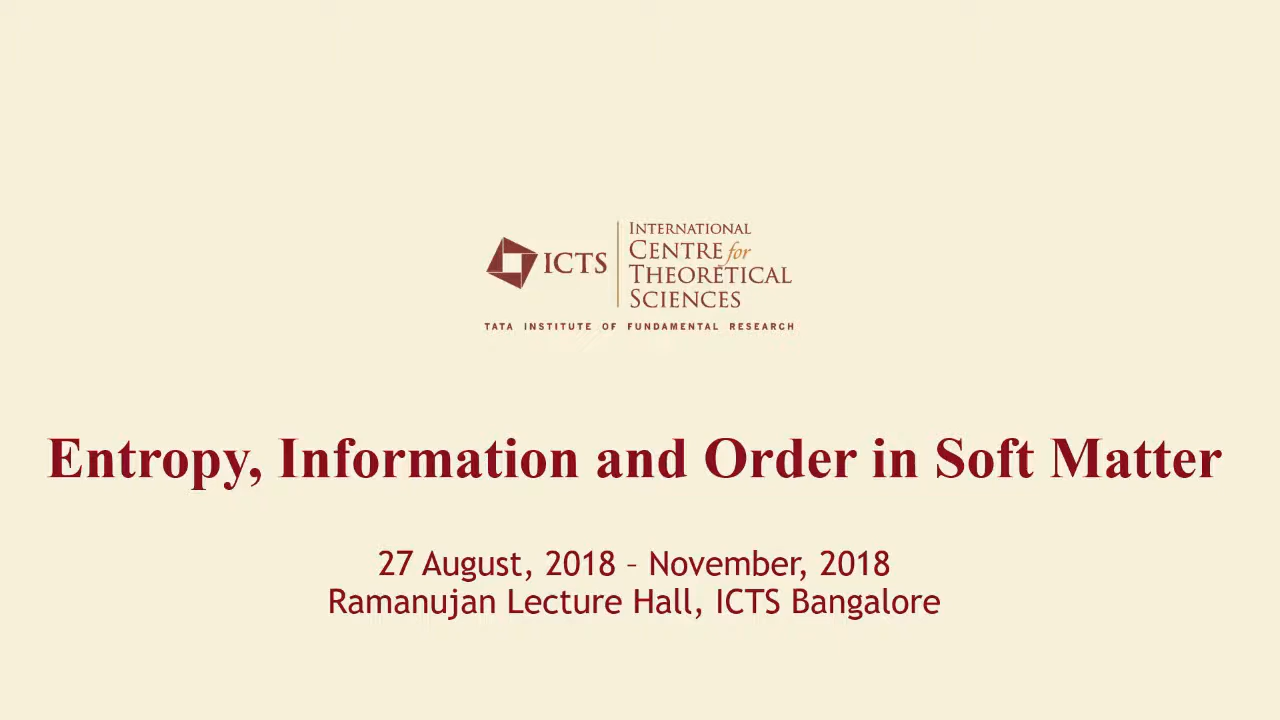 ICTS
INTERNATIONAL
CENTRE for
THEORETICAL
SCIENCES
TATA INSTITUTE OF FUNDAMENTAL RESEARCH
Entropy, Information and Order in Soft Matter
27 August, 2018 – November, 2018
Ramanujan Lecture Hall, ICTS Bangalore